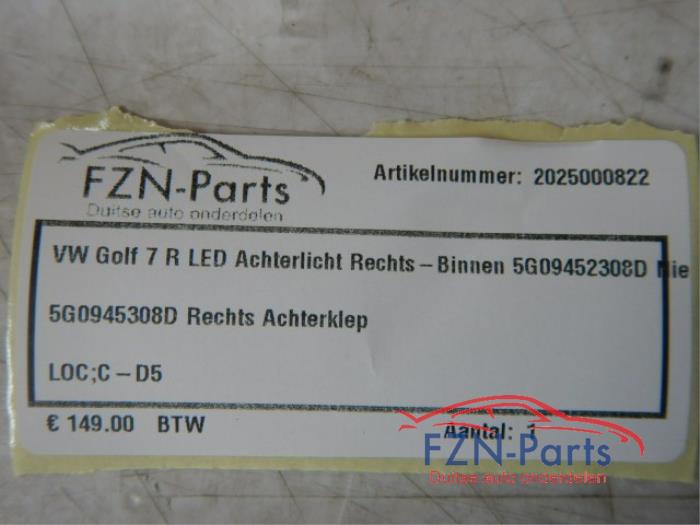 FZN-Parts
Duitse auto onderdelen
Artikelnummer: 2025000822
VW Golf 7 R LED Achterlicht Rechts – Binnen 5G09452308D Nie
5G0945308D Rechts Achterklep
LOC;C – D5
€ 149.00 BTW
Aantal: 1
FZN-Parts
Duitse auto onderdelen